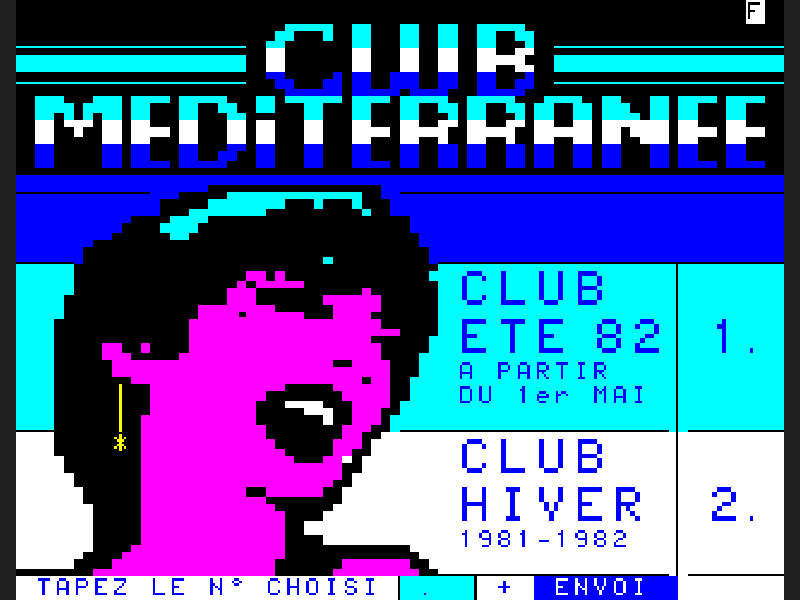 F
CLUB
MEDiTERRANEE
CLUB
ETE 82 1.
A PARTIR
DU 1er MAI
CLUB
HIVER 2.
1981-1982
TAPEZ LE N° CHOISI . + ENVOI